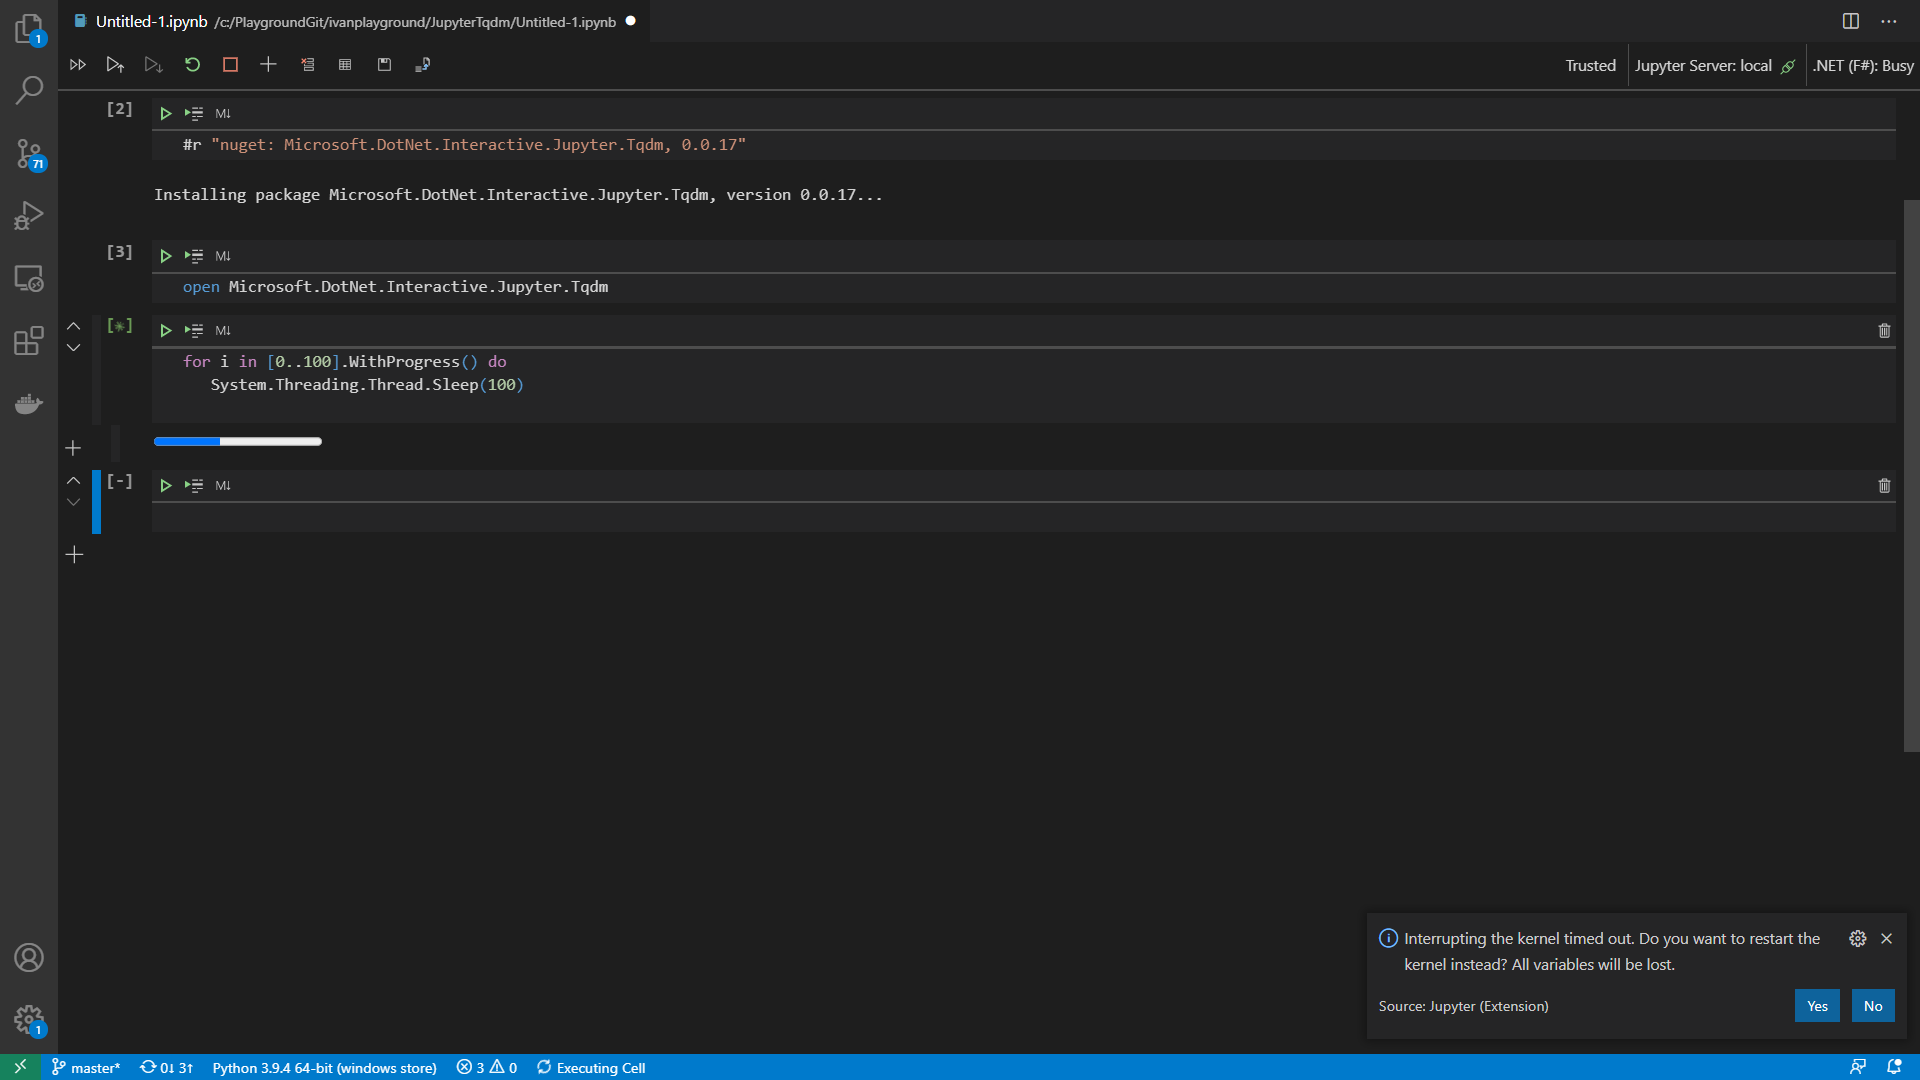 Untitled-1.ipynb /c:/PlaygroundGit/ivanplayground/JupyterTqdm/Untitled-1.ipynb
1
71
Trusted
Jupyter Server: local
.NET (F#): Busy
[2]
M↓
#r "nuget: Microsoft.DotNet.Interactive.Jupyter.Tqdm, 0.0.17"
Installing package Microsoft.DotNet.Interactive.Jupyter.Tqdm, version 0.0.17...
[3]
M↓
open Microsoft.DotNet.Interactive.Jupyter.Tqdm
[*]
M↓
for i in [0..100].WithProgress() do
System.Threading.Thread.Sleep(100)
[-]
M↓
Interrupting the kernel timed out. Do you want to restart the
kernel instead? All variables will be lost.
Source: Jupyter (Extension)
Yes
No
1
master*
0↓ 3↑
Python 3.9.4 64-bit (windows store)
3
0
Executing Cell